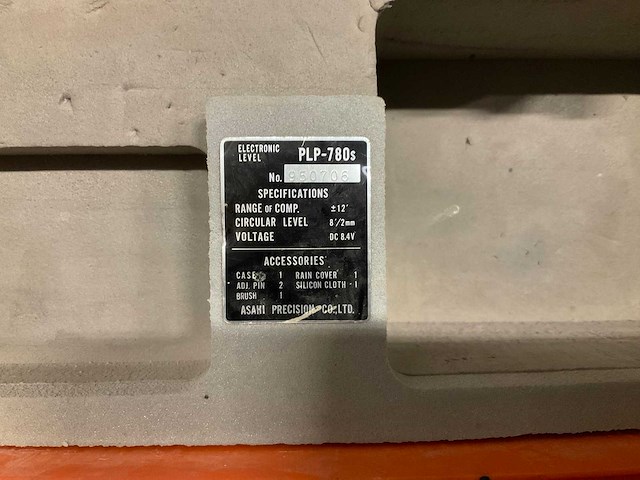 ELECTRONIC LEVEL PLP-780s
No. 950706
SPECIFICATIONS
RANGE OF COMP. ±12'
CIRCULAR LEVEL 8'/2mm
VOLTAGE DC 8.4V
ACCESSORIES
CASE 1 RAIN COVER 1
ADJ. PIN 2 SILICON CLOTH 1
BRUSH 1
ASAHI PRECISION CO.,LTD.